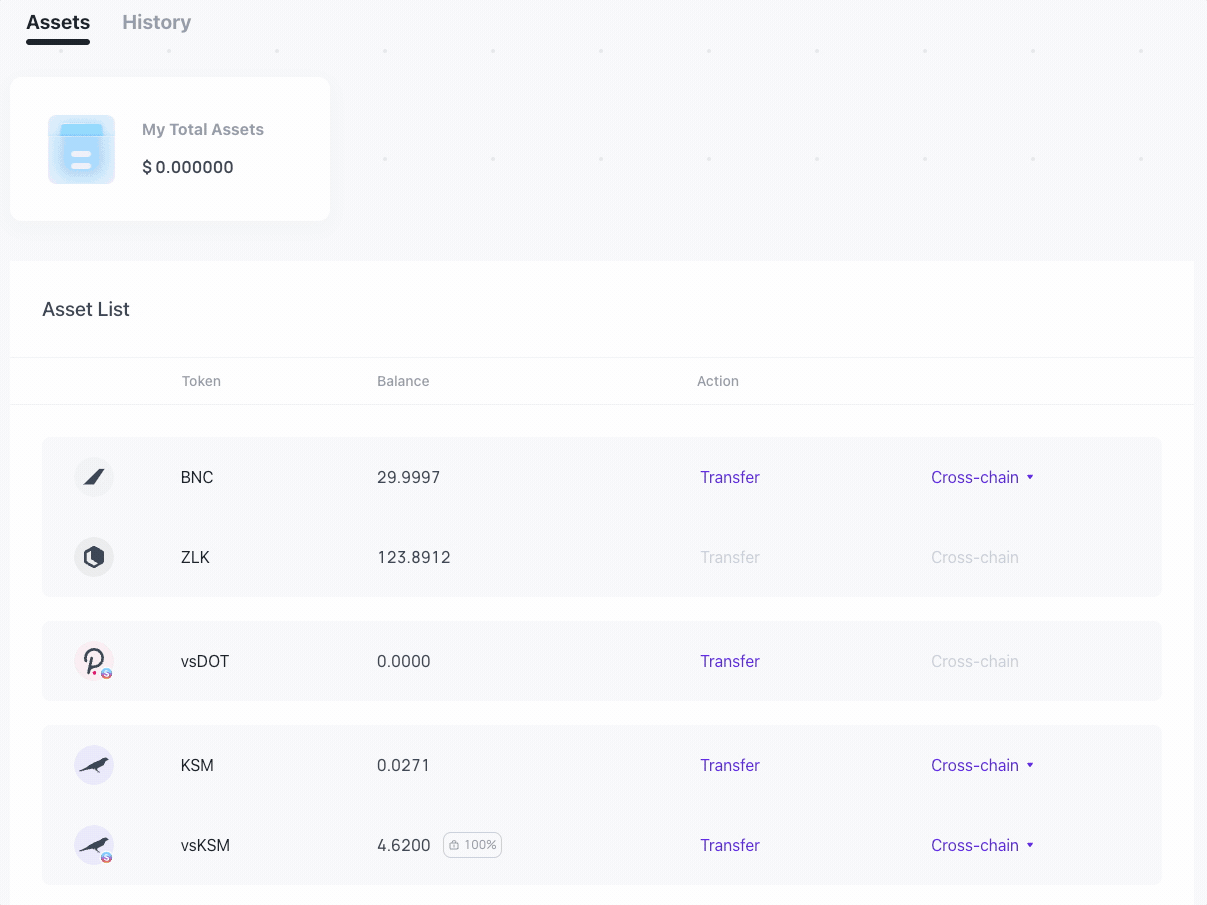 Assets History
My Total Assets
$ 0.000000
Asset List
Token Balance Action
BNC 29.9997 Transfer Cross-chain
ZLK 123.8912 Transfer Cross-chain
vsDOT 0.0000 Transfer Cross-chain
KSM 0.0271 Transfer Cross-chain
vsKSM 4.6200 100% Transfer Cross-chain